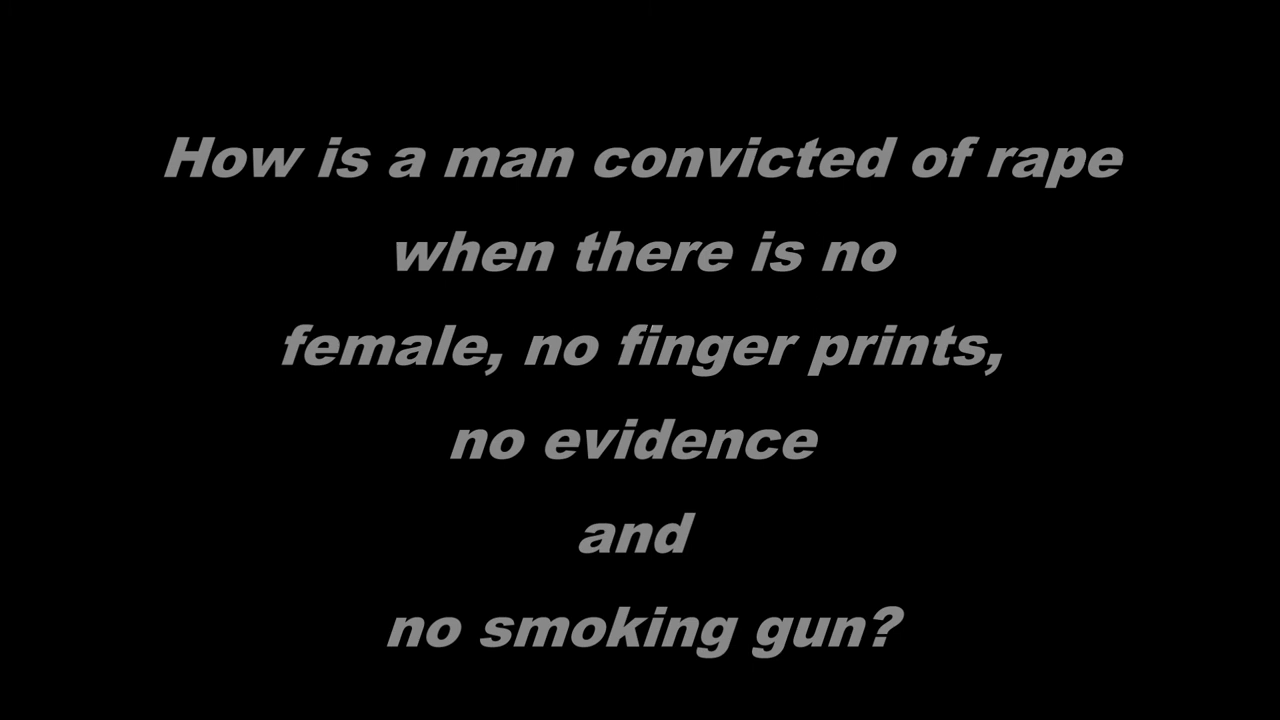 How is a man convicted of rape
when there is no
female, no finger prints,
no evidence
and
no smoking gun?